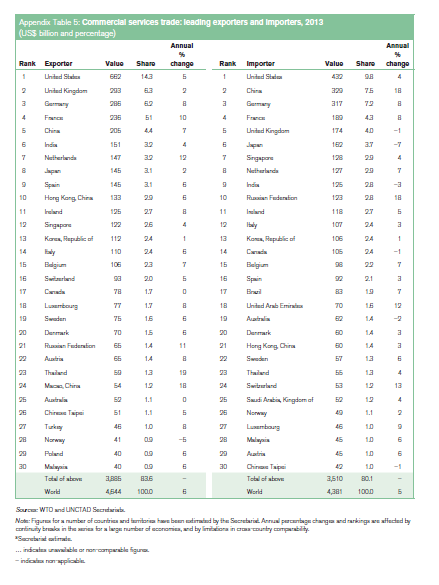 Appendix Table 5: Commercial services trade: leading exporters and importers, 2013
(US$ billion and percentage)
Rank Exporter Value Share Annual % change Rank Importer Value Share Annual % change
1 United States 662 14.3 5 1 United States 432 9.8 4
2 United Kingdom 293 6.3 2 2 China 329 7.5 18
3 Germany 286 6.2 8 3 Germany 317 7.2 8
4 France 236 5.1 10 4 France 189 4.3 8
5 China 205 4.4 7 5 United Kingdom 174 4.0 -1
6 India 151 3.2 4 6 Japan 162 3.7 -7
7 Netherlands 147 3.2 12 7 Singapore 128 2.9 4
8 Japan 145 3.1 2 8 Netherlands 127 2.9 7
9 Spain 145 3.1 6 9 India 125 2.8 -3
10 Hong Kong, China 133 2.9 6 10 Russian Federation 123 2.8 18
11 Ireland 125 2.7 8 11 Ireland 118 2.7 5
12 Singapore 122 2.6 4 12 Italy 107 2.4 3
13 Korea, Republic of 112 2.4 1 13 Korea, Republic of 106 2.4 1
14 Italy 110 2.4 6 14 Canada 105 2.4 -1
15 Belgium 106 2.3 7 15 Belgium 98 2.2 7
16 Switzerland 93 2.0 5 16 Spain 92 2.1 3
17 Canada 78 1.7 0 17 Brazil 83 1.9 7
18 Luxembourg 77 1.7 8 18 United Arab Emirates 70 1.6 12
19 Sweden 75 1.6 6 19 Australia 62 1.4 -2
20 Denmark 70 1.5 6 20 Denmark 60 1.4 3
21 Russian Federation 65 1.4 11 21 Hong Kong, China 60 1.4 3
22 Austria 65 1.4 8 22 Sweden 57 1.3 6
23 Thailand 59 1.3 19 23 Thailand 55 1.3 4
24 Macao, China 54 1.2 18 24 Switzerland 53 1.2 13
25 Australia 52 1.1 0 25 Saudi Arabia, Kingdom of 52 1.2 4
26 Chinese Taipei 51 1.1 5 26 Norway 49 1.1 2
27 Turkey 46 1.0 8 27 Luxembourg 46 1.0 9
28 Norway 41 0.9 -5 28 Malaysia 45 1.0 6
29 Poland 40 0.9 6 29 Austria 45 1.0 6
30 Malaysia 40 0.9 6 30 Chinese Taipei 42 1.0 -1
Total of above 3,885 83.6 – Total of above 3,510 80.1 –
World 4,644 100.0 6 World 4,381 100.0 5
Sources: WTO and UNCTAD Secretariats.
Note: Figures for a number of countries and territories have been estimated by the Secretariat. Annual percentage changes and rankings are affected by
continuity breaks in the series for a large number of economies, and by limitations in cross-country comparability.
*Secretariat estimate.
... indicates unavailable or non-comparable figures.
– indicates non-applicable.